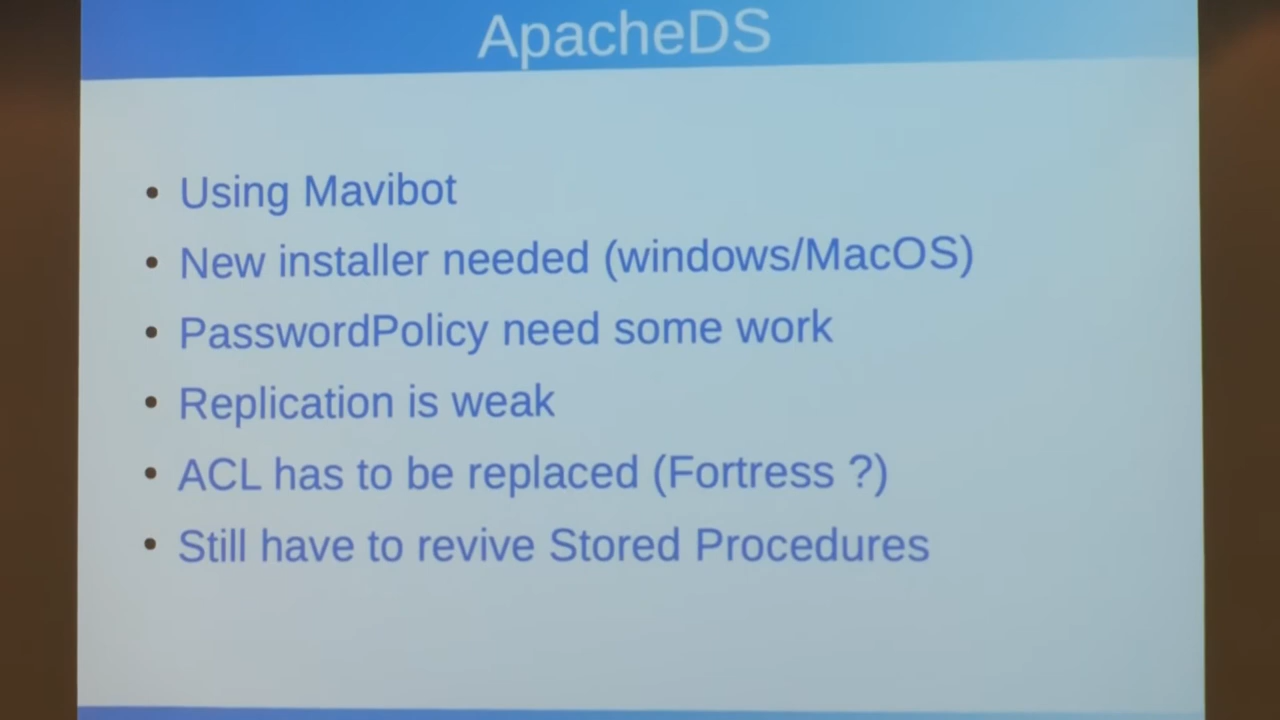 ApacheDS
• Using Mavibot
• New installer needed (windows/MacOS)
• PasswordPolicy need some work
• Replication is weak
• ACL has to be replaced (Fortress ?)
• Still have to revive Stored Procedures